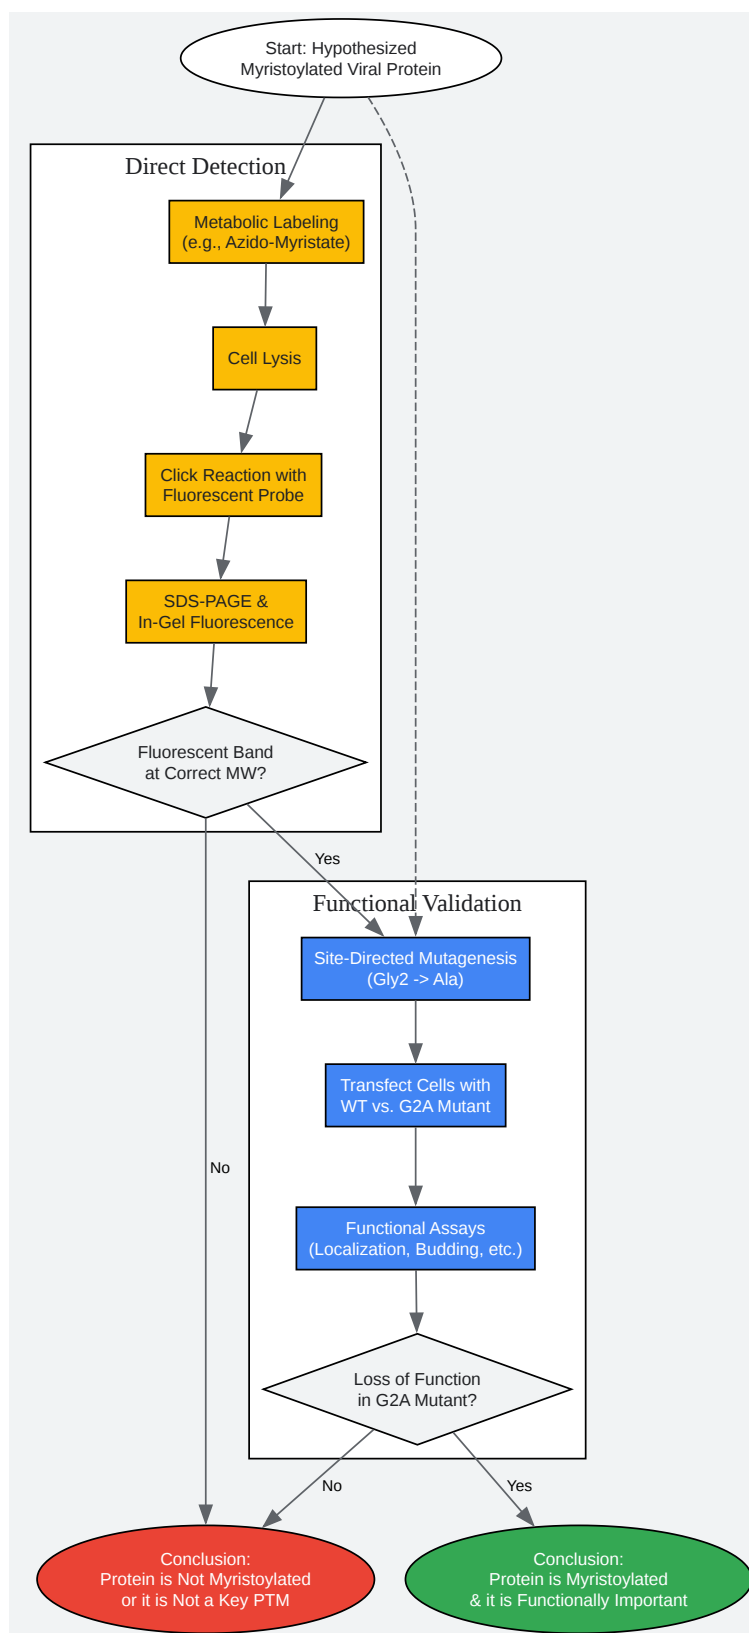 Start: Hypothesized
Myristoylated Viral Protein
Direct Detection
Metabolic Labeling
(e.g., Azido-Myristate)
Cell Lysis
Click Reaction with
Fluorescent Probe
SDS-PAGE &
In-Gel Fluorescence
Fluorescent Band
at Correct MW?
Yes
Functional Validation
Site-Directed Mutagenesis
(Gly2 -> Ala)
Transfect Cells with
WT vs. G2A Mutant
No
Functional Assays
(Localization, Budding, etc.)
Loss of Function
in G2A Mutant?
No
Yes
Conclusion:
Protein is Not Myristoylated
or it is Not a Key PTM
Conclusion:
Protein is Myristoylated
& it is Functionally Important